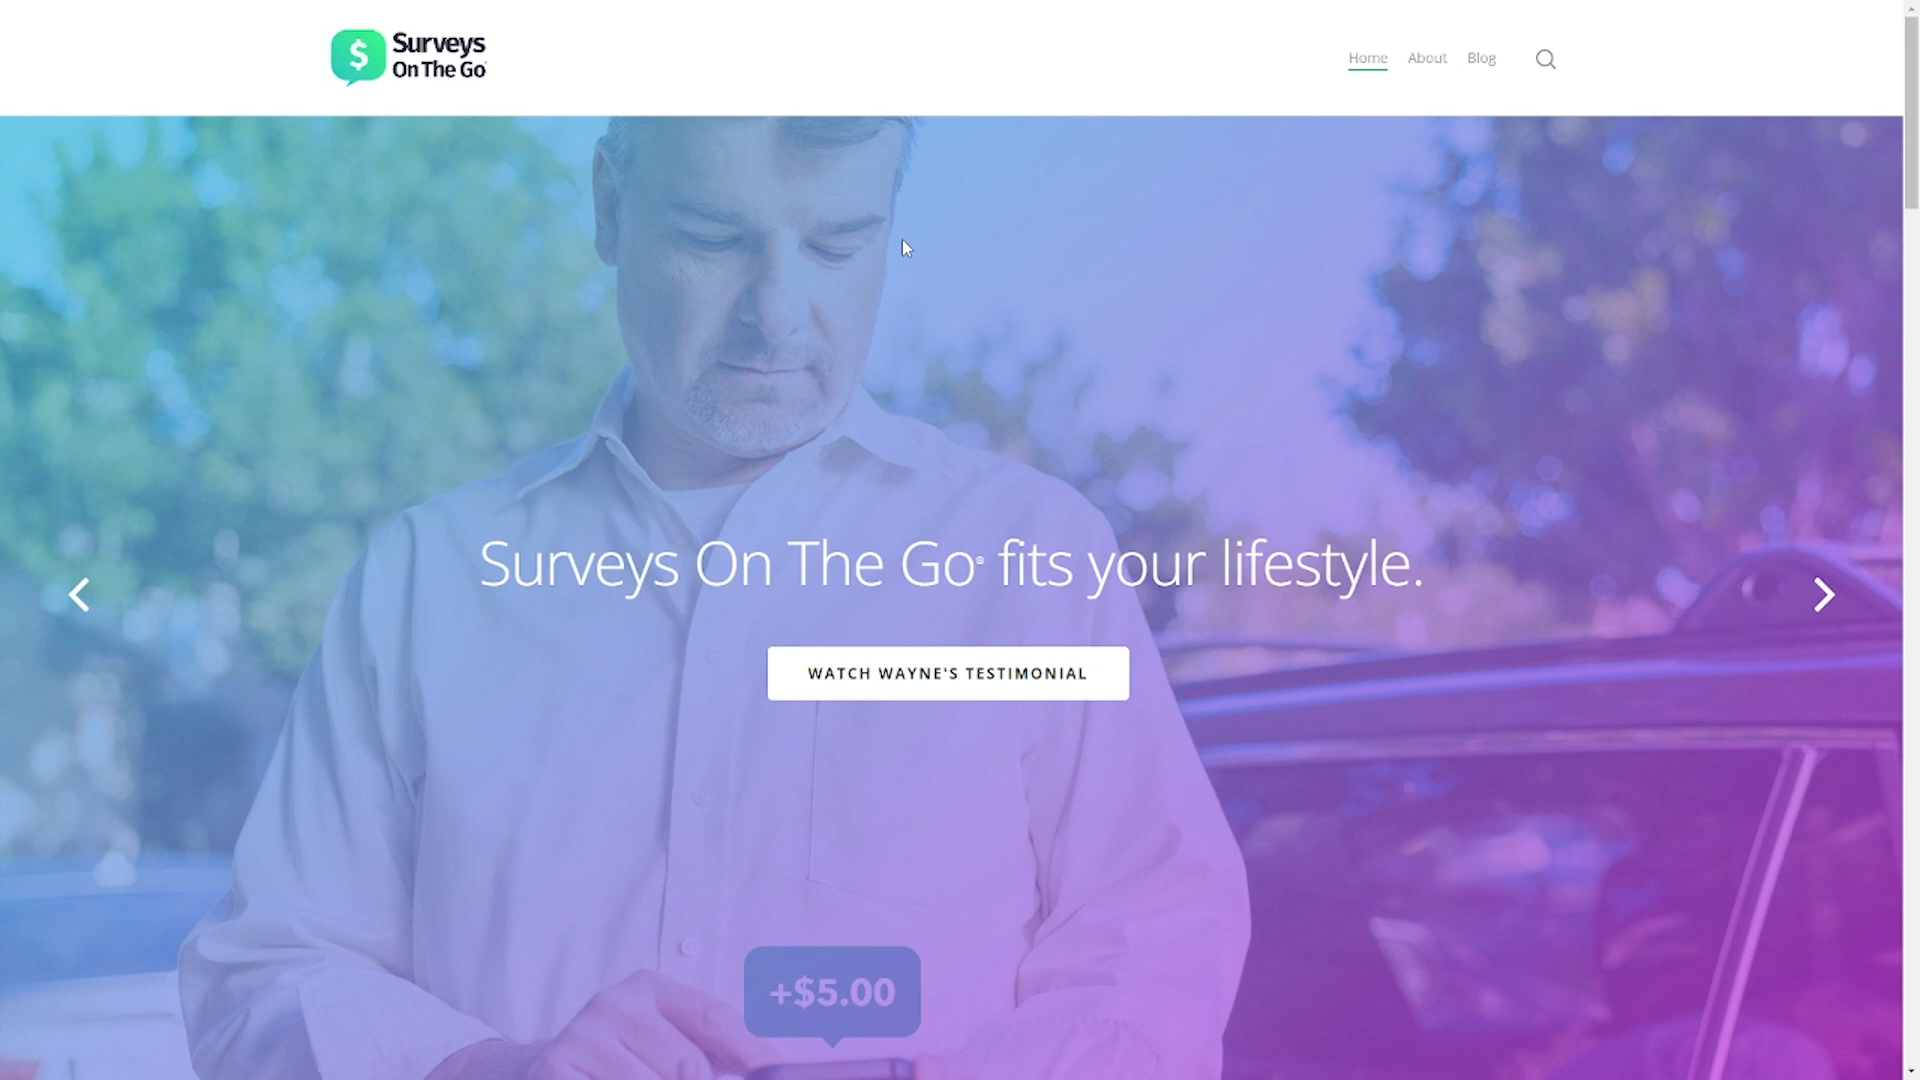 Surveys
On The Go
Home About Blog
Surveys On The Go® fits your lifestyle.
WATCH WAYNE'S TESTIMONIAL
+$5.00